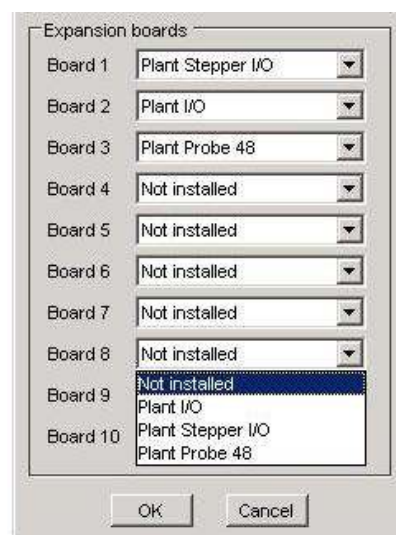 Expansion boards
Board 1 Plant Stepper I/O
Board 2 Plant I/O
Board 3 Plant Probe 48
Board 4 Not installed
Board 5 Not installed
Board 6 Not installed
Board 7 Not installed
Board 8 Not installed
Not installed
Board 9
Plant I/O
Plant Stepper I/O
Board 10
Plant Probe 48
OK Cancel